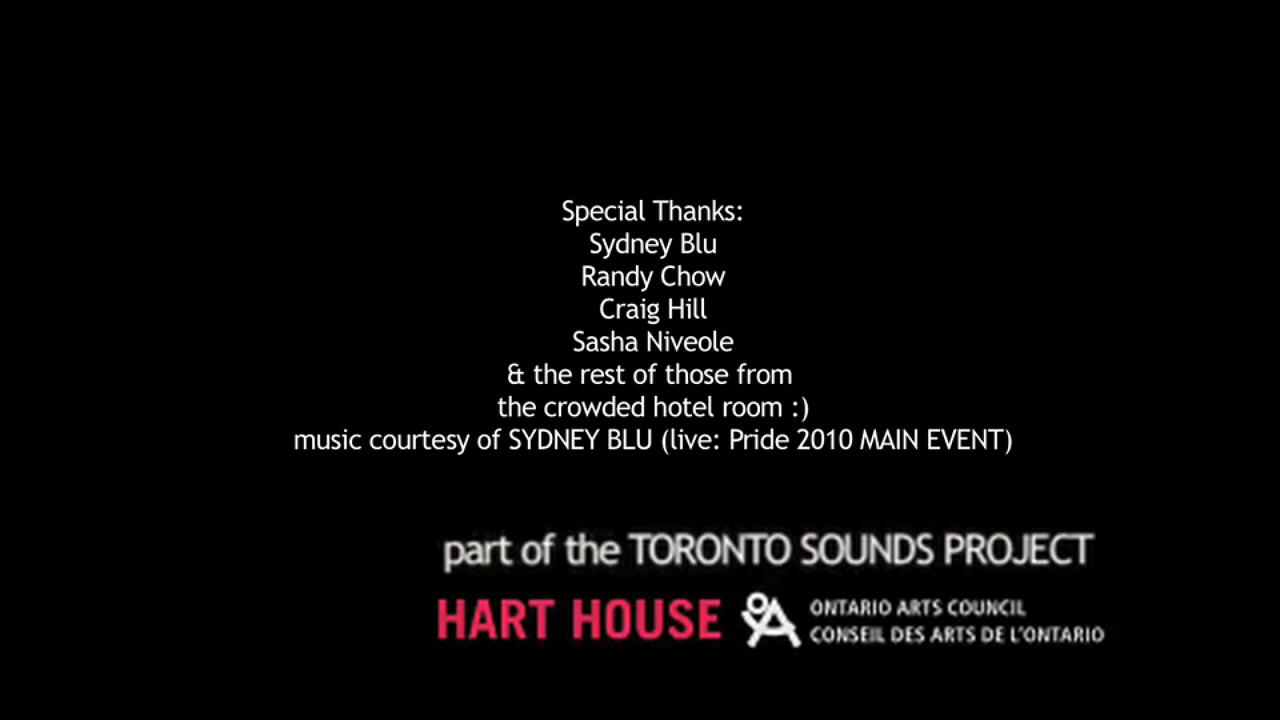 Special Thanks:
Sydney Blu
Randy Chow
Craig Hill
Sasha Niveole
& the rest of those from
the crowded hotel room :)
music courtesy of SYDNEY BLU (live: Pride 2010 MAIN EVENT)
part of the TORONTO SOUNDS PROJECT
HART HOUSE
ONTARIO ARTS COUNCIL
CONSEIL DES ARTS DE L'ONTARIO